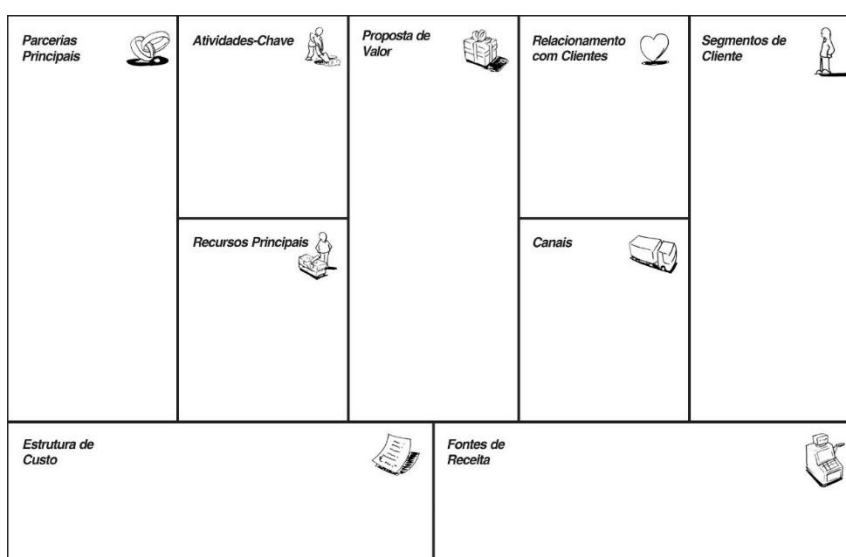 Parcerias
Principais
Atividades-Chave
Proposta de
Valor
Relacionamento
com Clientes
Segmentos de
Cliente
Recursos Principais
Canais
Estrutura de
Custo
Fontes de
Receita